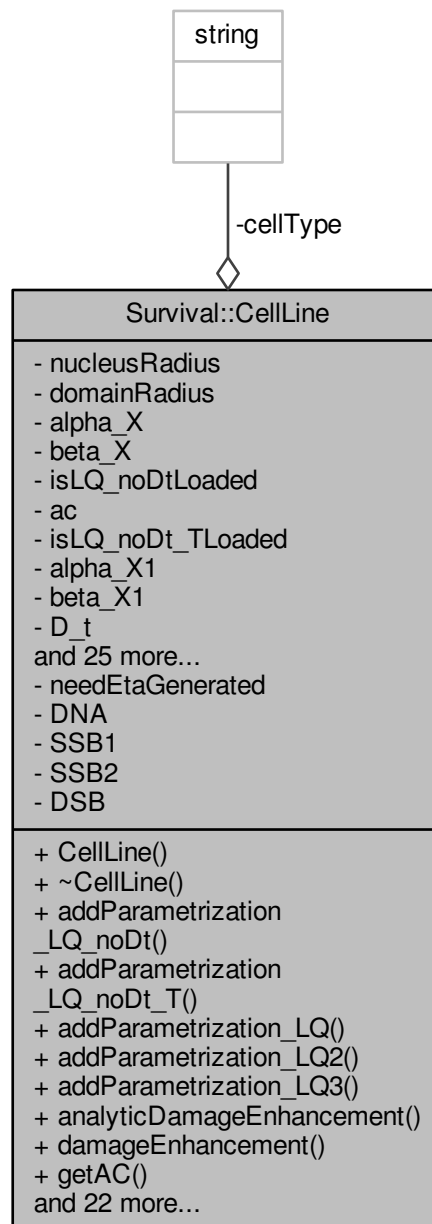 string
-cellType
Survival::CellLine
- nucleusRadius
- domainRadius
- alpha_X
- beta_X
- isLQ_noDtLoaded
- ac
- isLQ_noDt_TLoaded
- alpha_X1
- beta_X1
- D_t
and 25 more...
- needEtaGenerated
- DNA
- SSB1
- SSB2
- DSB
+ CellLine()
+ ~CellLine()
+ addParametrization
_LQ_noDt()
+ addParametrization
_LQ_noDt_T()
+ addParametrization_LQ()
+ addParametrization_LQ2()
+ addParametrization_LQ3()
+ analyticDamageEnhancement()
+ damageEnhancement()
+ getAC()
and 22 more...